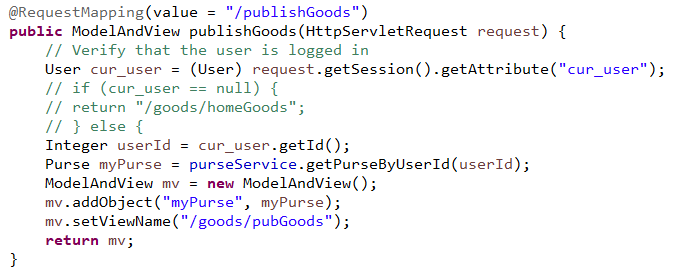 @RequestMapping(value = "/publishGoods")
public ModelAndView publishGoods(HttpServletRequest request) {
    // Verify that the user is logged in
    User cur_user = (User) request.getSession().getAttribute("cur_user");
    // if (cur_user == null) {
    // return "/goods/homeGoods";
    // } else {
    Integer userId = cur_user.getId();
    Purse myPurse = purseService.getPurseByUserId(userId);
    ModelAndView mv = new ModelAndView();
    mv.addObject("myPurse", myPurse);
    mv.setViewName("/goods/pubGoods");
    return mv;
}